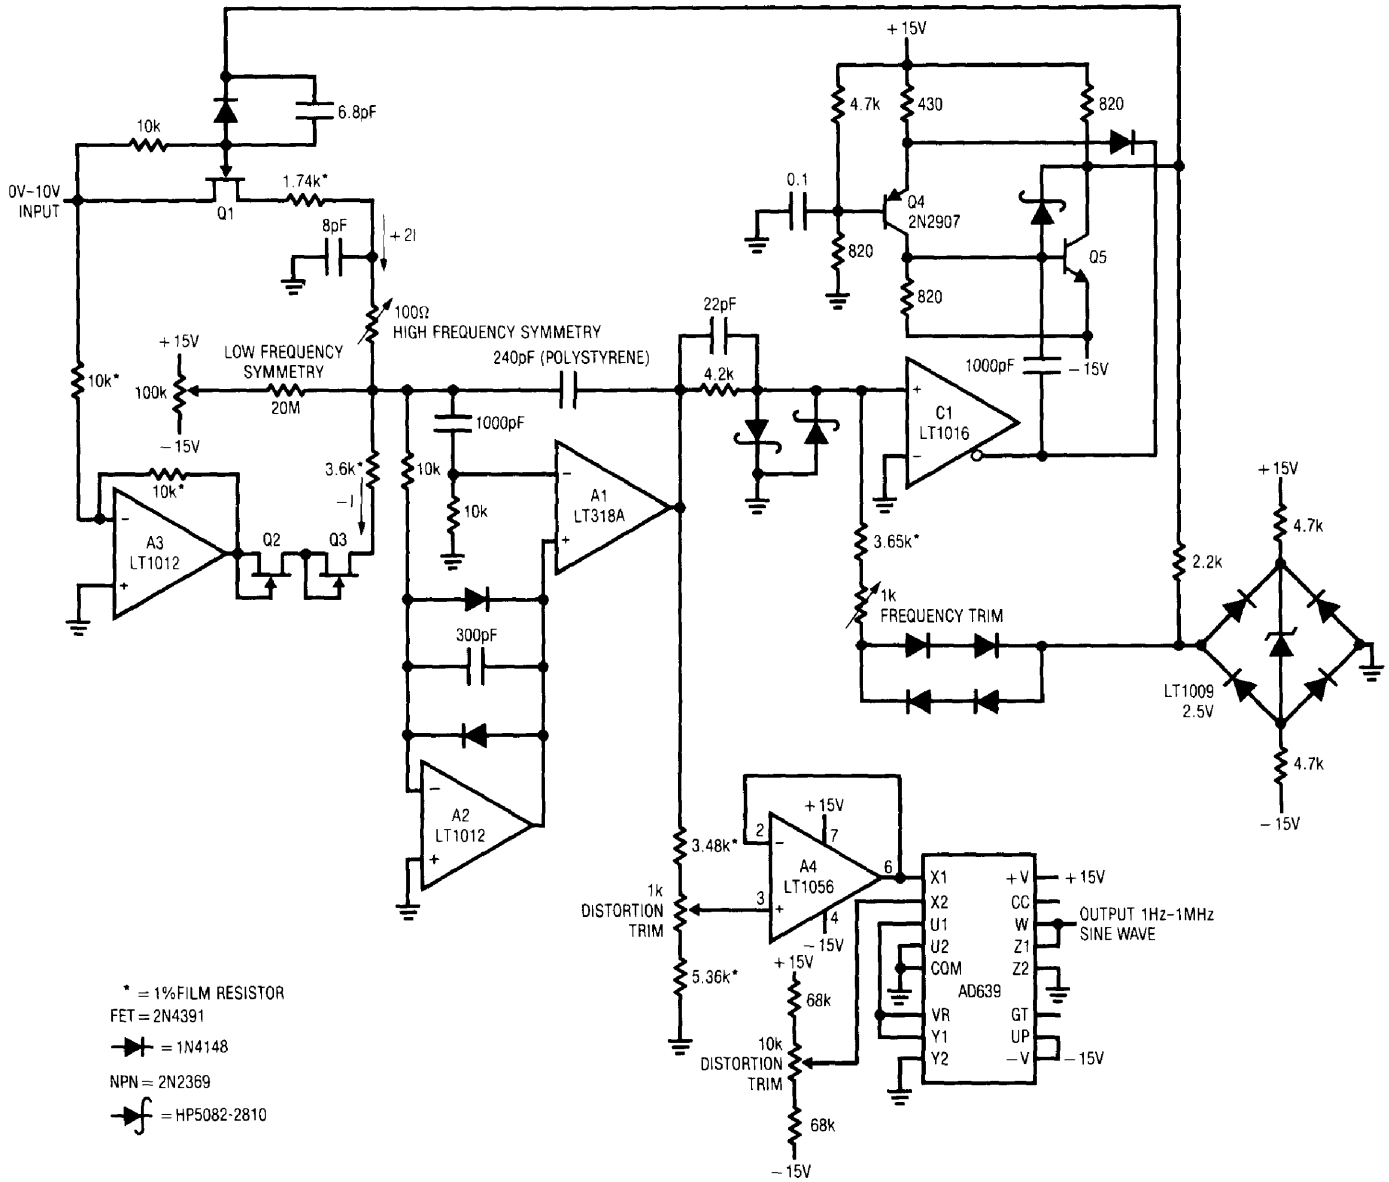 +15V
6.8pF
4.7k
430
820
10k
0V–10V
INPUT
1.74k*
Q1
0.1
Q4
2N2907
8pF
+2I
820
Q5
820
22pF
100Ω
HIGH FREQUENCY SYMMETRY
+15V
LOW FREQUENCY
SYMMETRY
240pF (POLYSTYRENE)
1000pF
–15V
10k*
100k
20M
4.2k
–15V
1000pF
C1
LT1016
+
–
3.6k*
10k
–
A1
LT318A
+
+15V
10k*
–I
10k
4.7k
–
A3
LT1012
+
Q2
Q3
3.65k*
2.2k
1k
FREQUENCY TRIM
300pF
LT1009
2.5V
4.7k
–
A2
LT1012
+
+15V
–15V
3.48k*
2
–
7
A4
LT1056
6
1k
DISTORTION
TRIM
3
+
4
–15V
X1
+V
+15V
X2
CC
U1
W
OUTPUT 1Hz–1MHz
SINE WAVE
U2
Z1
COM
Z2
AD639
VR
GT
Y1
UP
Y2
–V
–15V
5.36k*
+15V
68k
10k
DISTORTION
TRIM
68k
–15V
* = 1% FILM RESISTOR
FET = 2N4391
= 1N4148
NPN = 2N2369
= HP5082-2810